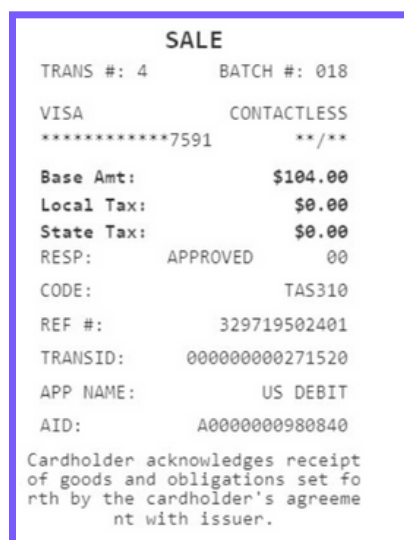 SALE
TRANS #: 4 BATCH #: 018
VISA CONTACTLESS
************7591 **/**
Base Amt: $104.00
Local Tax: $0.00
State Tax: $0.00
RESP: APPROVED 00
CODE: TAS310
REF #: 329719502401
TRANSID: 000000000271520
APP NAME: US DEBIT
AID: A0000000980840
Cardholder acknowledges receipt
of goods and obligations set fo
rth by the cardholder's agreeme
nt with issuer.